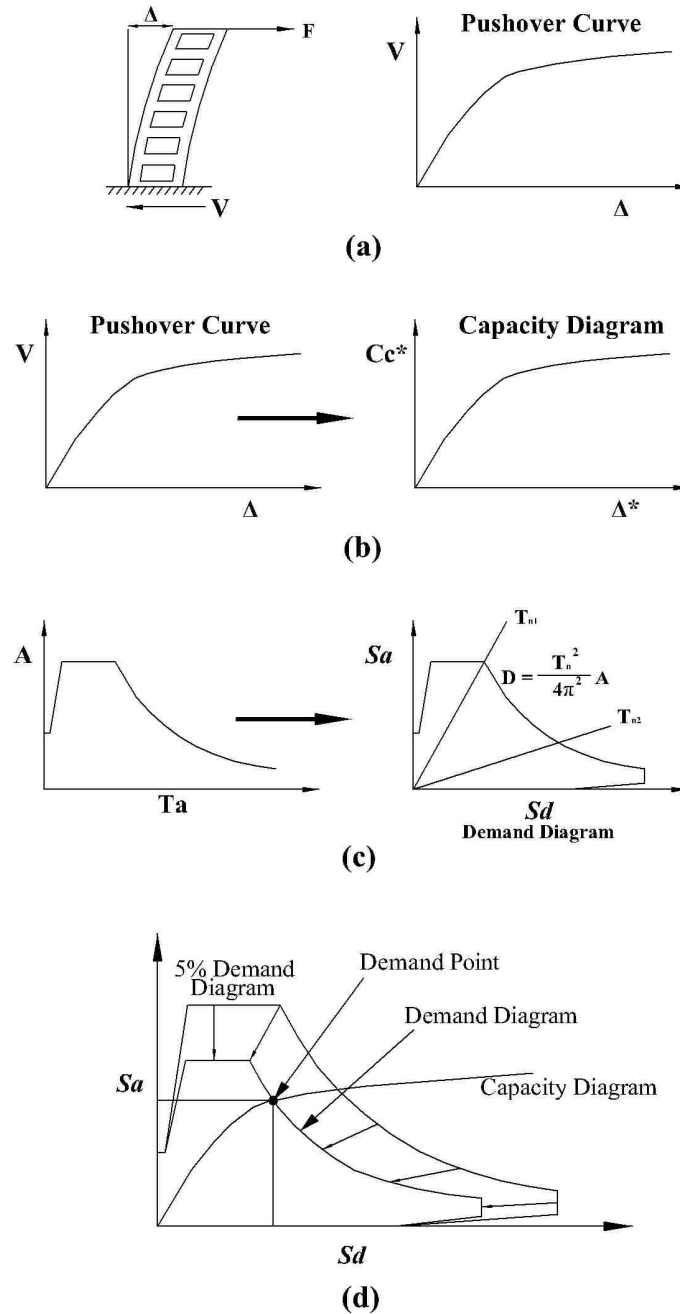 Δ
F
V
Pushover Curve
V
Δ
(a)
Pushover Curve
V
Δ
Capacity Diagram
Cc*
Δ*
(b)
A
Ta
Tn1
Sa
D = Tn² / 4π² A
Tn2
Sd
Demand Diagram
(c)
5% Demand
Diagram
Demand Point
Demand Diagram
Sa
Capacity Diagram
Sd
(d)